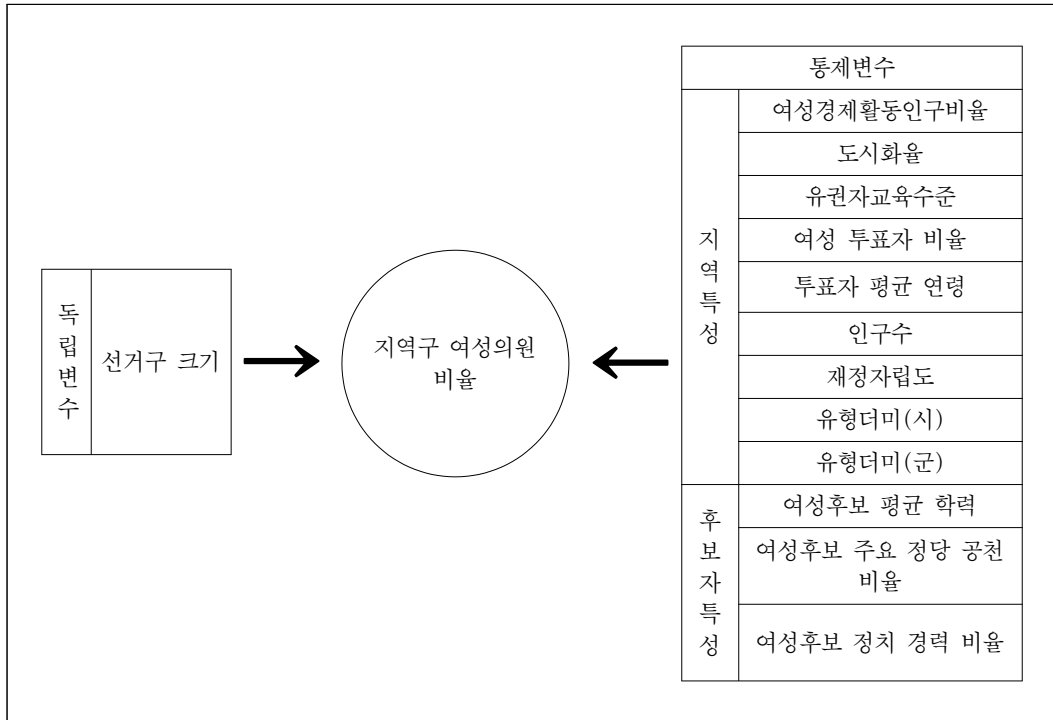 독
립
변
수
선거구 크기
지역구 여성의원
비율
통제변수
지
역
특
성
여성경제활동인구비율
도시화율
유권자교육수준
여성 투표자 비율
투표자 평균 연령
인구수
재정자립도
유형더미(시)
유형더미(군)
후
보
자
특
성
여성후보 평균 학력
여성후보 주요 정당 공천
비율
여성후보 정치 경력 비율